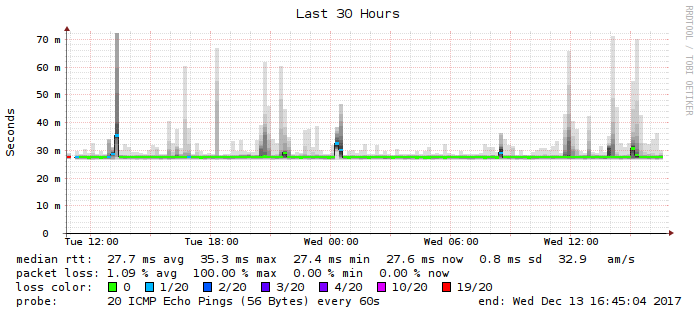 Last 30 Hours
RRDTOOL / TOBI OETIKER
Seconds
70 m
60 m
50 m
40 m
30 m
20 m
10 m
0
Tue 12:00 Tue 18:00 Wed 00:00 Wed 06:00 Wed 12:00
median rtt: 27.7 ms avg 35.3 ms max 27.4 ms min 27.6 ms now 0.8 ms sd 32.9 am/s
packet loss: 1.09 % avg 100.00 % max 0.00 % min 0.00 % now
loss color: 0 1/20 2/20 3/20 4/20 10/20 19/20
probe: 20 ICMP Echo Pings (56 Bytes) every 60s end: Wed Dec 13 16:45:04 2017